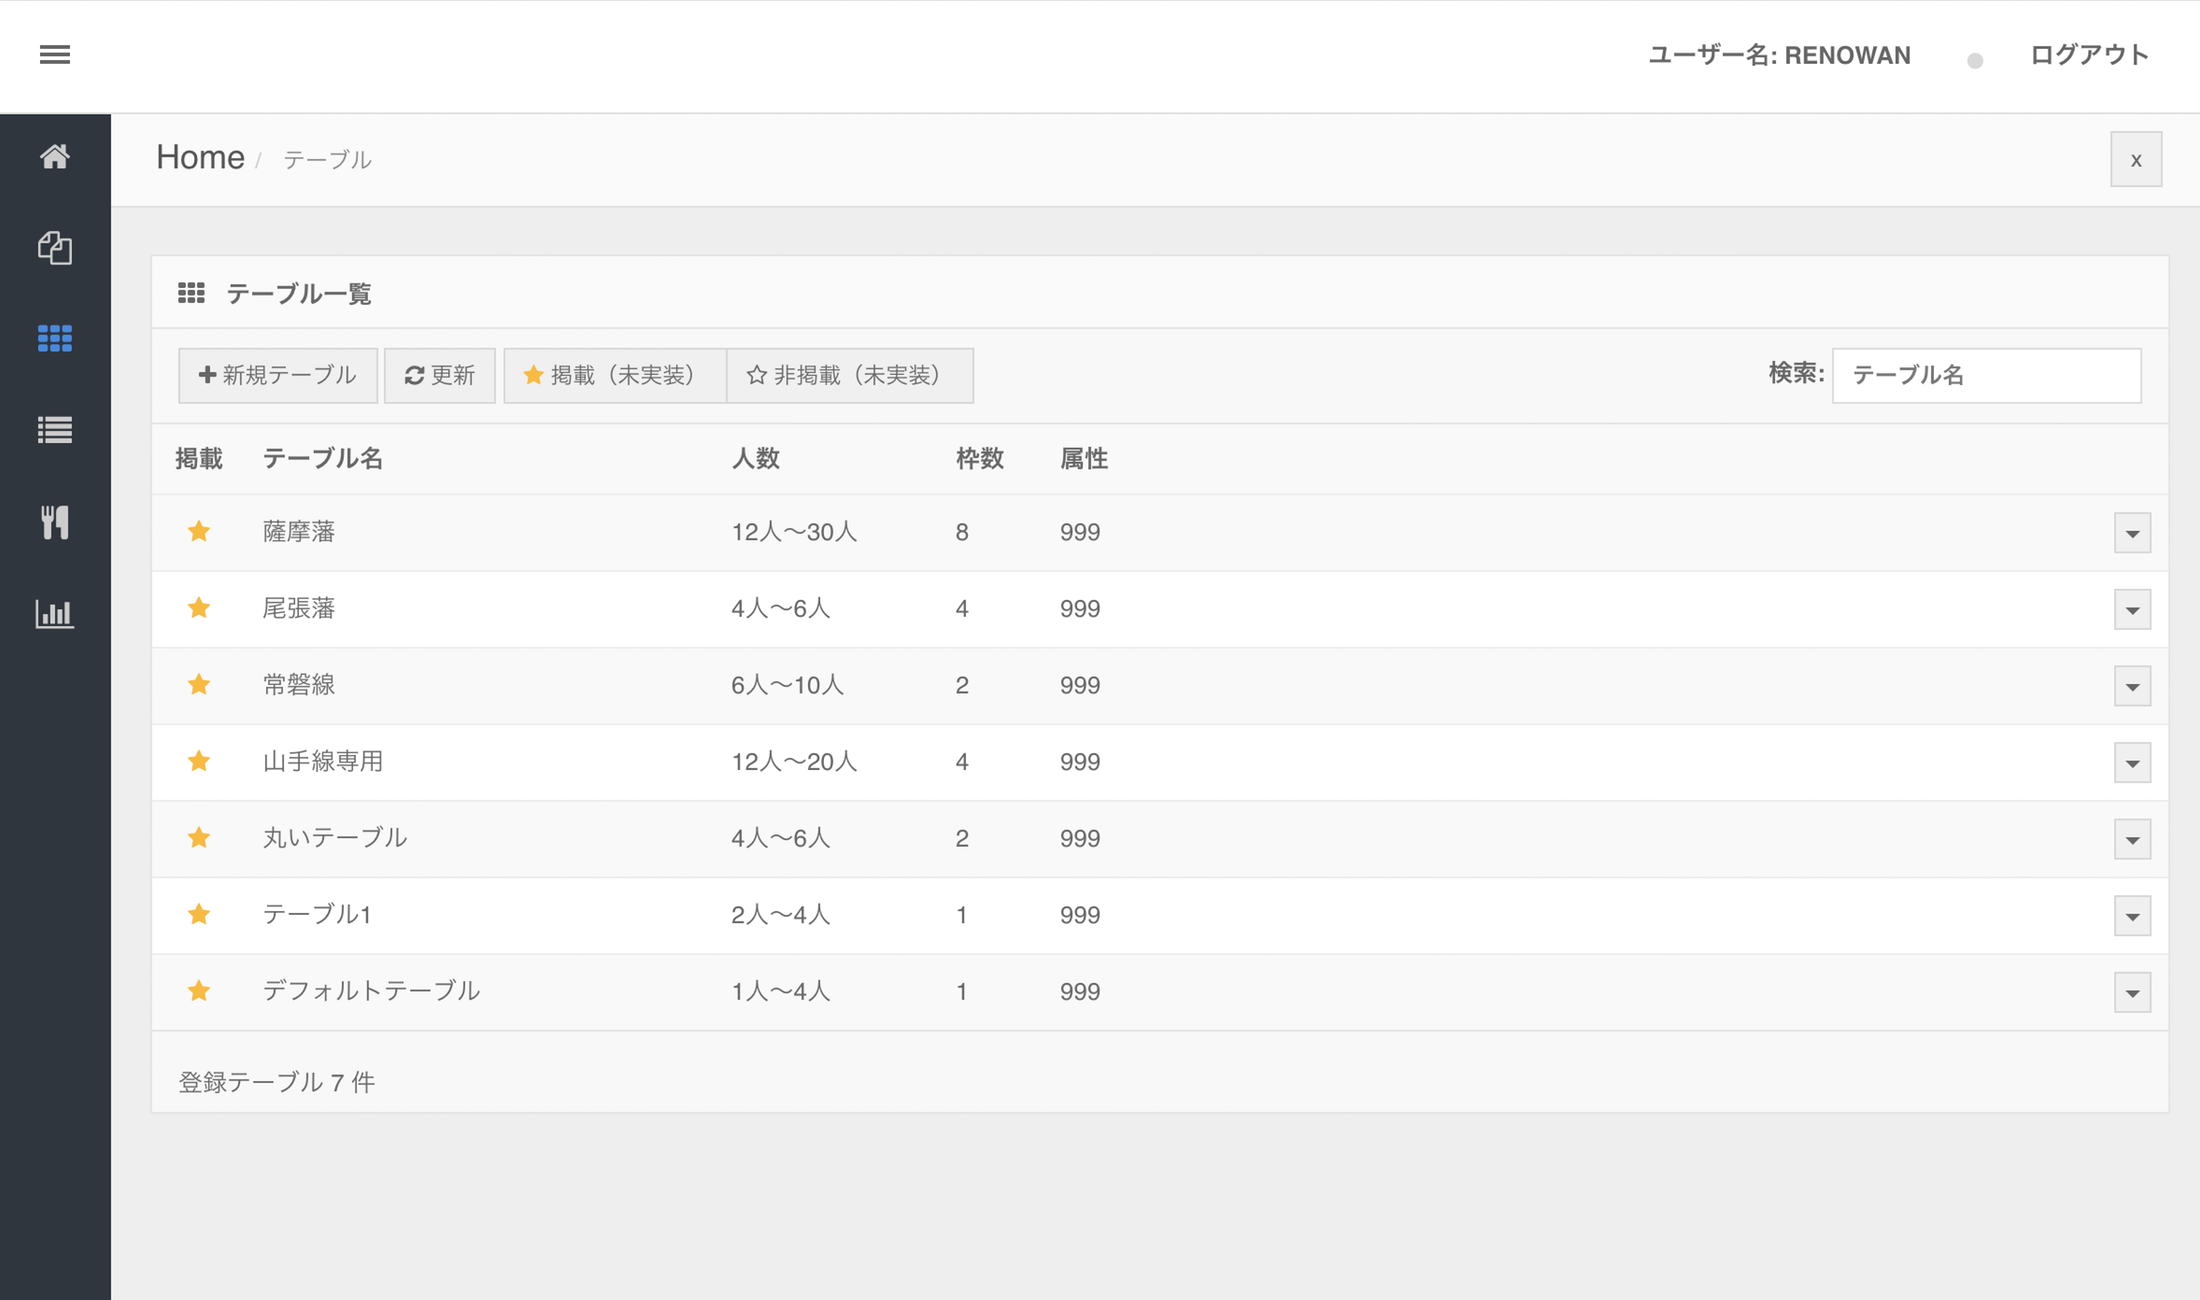 ユーザー名: RENOWAN ログアウト
Home / テーブル x
テーブル一覧
新規テーブル 更新 掲載（未実装） 非掲載（未実装） 検索: テーブル名
掲載 テーブル名 人数 枠数 属性
薩摩藩 12人〜30人 8 999
尾張藩 4人〜6人 4 999
常磐線 6人〜10人 2 999
山手線専用 12人〜20人 4 999
丸いテーブル 4人〜6人 2 999
テーブル1 2人〜4人 1 999
デフォルトテーブル 1人〜4人 1 999
登録テーブル 7 件